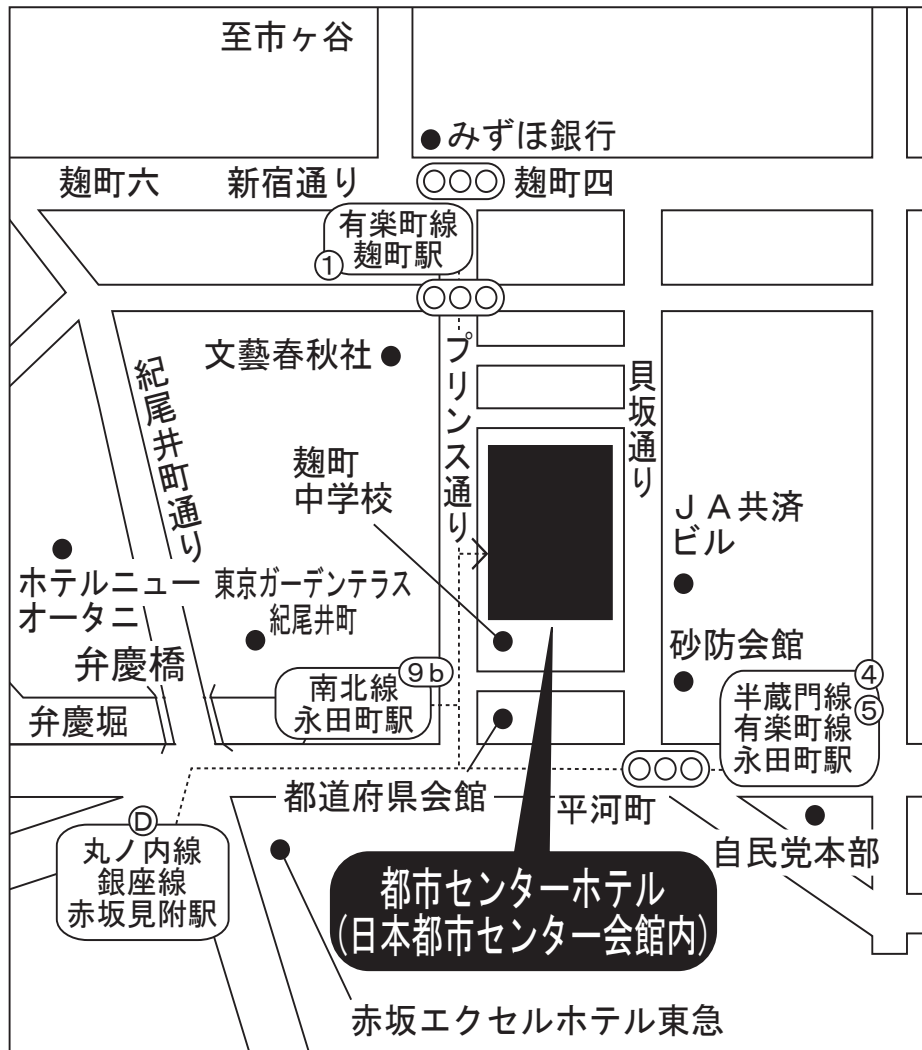 至市ヶ谷
みずほ銀行
麹町六
新宿通り
麹町四
有楽町線
麹町駅
①
文藝春秋社
プリンス通り
貝坂通り
紀尾井町通り
麹町
中学校
ＪＡ共済
ビル
ホテルニュー
オータニ
東京ガーデンテラス
紀尾井町
弁慶橋
砂防会館
9b
南北線
永田町駅
④
半蔵門線
⑤
有楽町線
永田町駅
弁慶堀
都道府県会館
平河町
Ⓓ
丸ノ内線
銀座線
赤坂見附駅
自民党本部
都市センターホテル
(日本都市センター会館内)
赤坂エクセルホテル東急